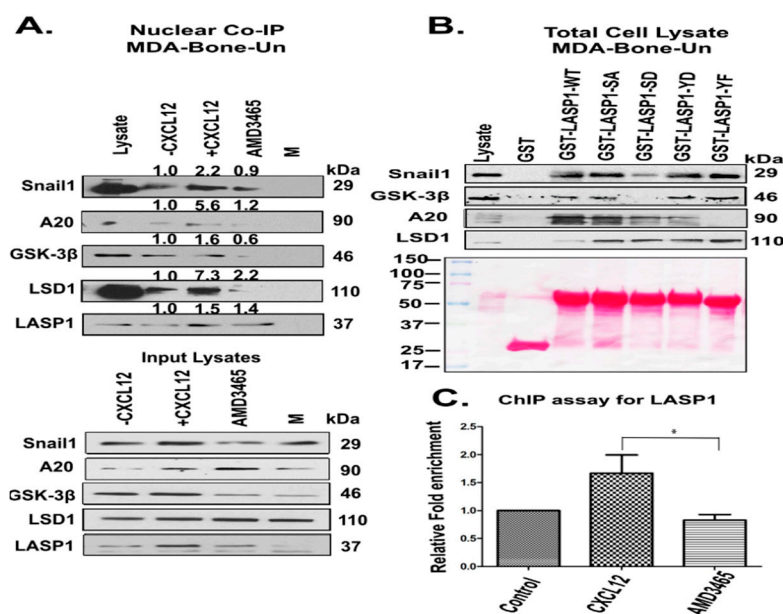 A.
Nuclear Co-IP
MDA-Bone-Un
Lysate
-CXCL12
+CXCL12
AMD3465
M
kDa
1.0 2.2 0.9
Snail1 29
1.0 5.6 1.2
A20 90
1.0 1.6 0.6
GSK-3β 46
1.0 7.3 2.2
LSD1 110
1.0 1.5 1.4
LASP1 37
Input Lysates
-CXCL12
+CXCL12
AMD3465
M
kDa
Snail1 29
A20 90
GSK-3β 46
LSD1 110
LASP1 37
B.
Total Cell Lysate
MDA-Bone-Un
Lysate
GST
GST-LASP1-WT
GST-LASP1-SA
GST-LASP1-SD
GST-LASP1-YD
GST-LASP1-YF
kDa
Snail1 29
GSK-3β 46
A20 90
LSD1 110
150
100
75
50
37
25
17
C.
ChIP assay for LASP1
Relative Fold enrichment
2.5
2.0
1.5
1.0
0.5
0.0
*
Control
CXCL12
AMD3465